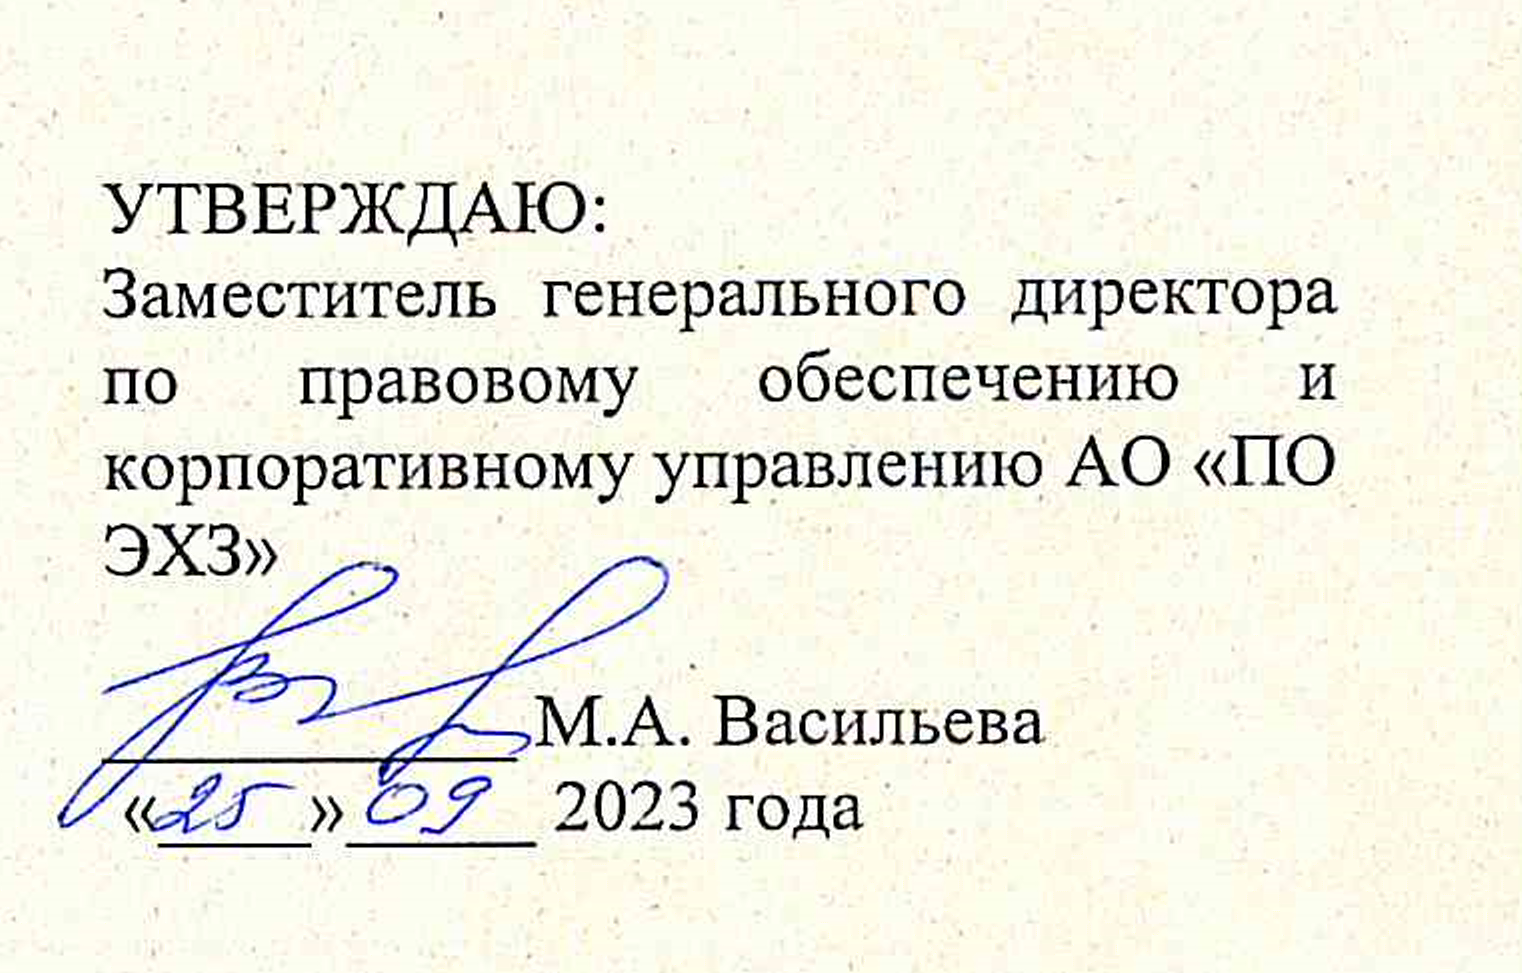 УТВЕРЖДАЮ:
Заместитель генерального директора
по правовому обеспечению и
корпоративному управлению АО «ПО
ЭХЗ»
М.А. Васильева
«25» 09 2023 года